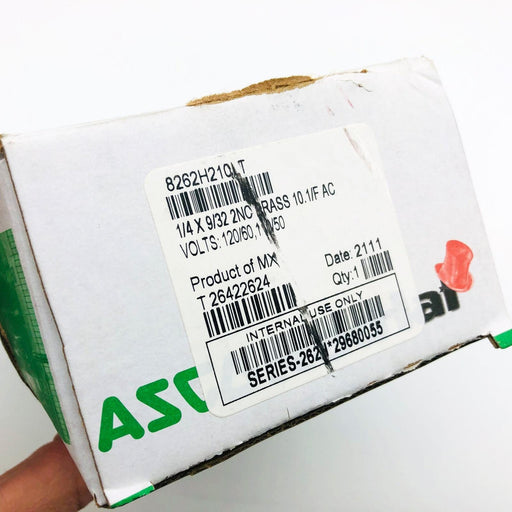 8262H210LT
1/4 X 9/32 2NC BRASS 10.1/F AC
VOLTS: 120/60,110/50
Product of MX
Date: 2111
T 26422624
Qty:1
INTERNAL USE ONLY
SERIES-262
*29680055
ASC